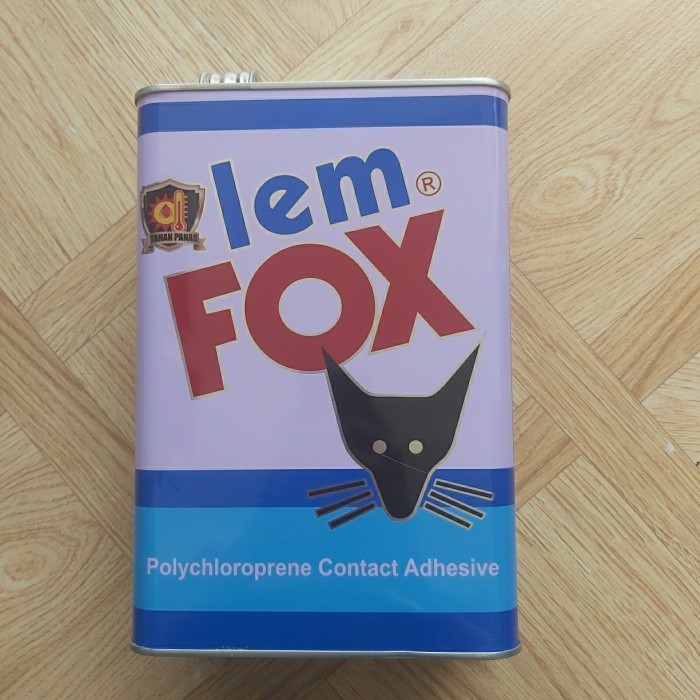 lem®
FOX
TAHAN PANAS
Polychloroprene Contact Adhesive